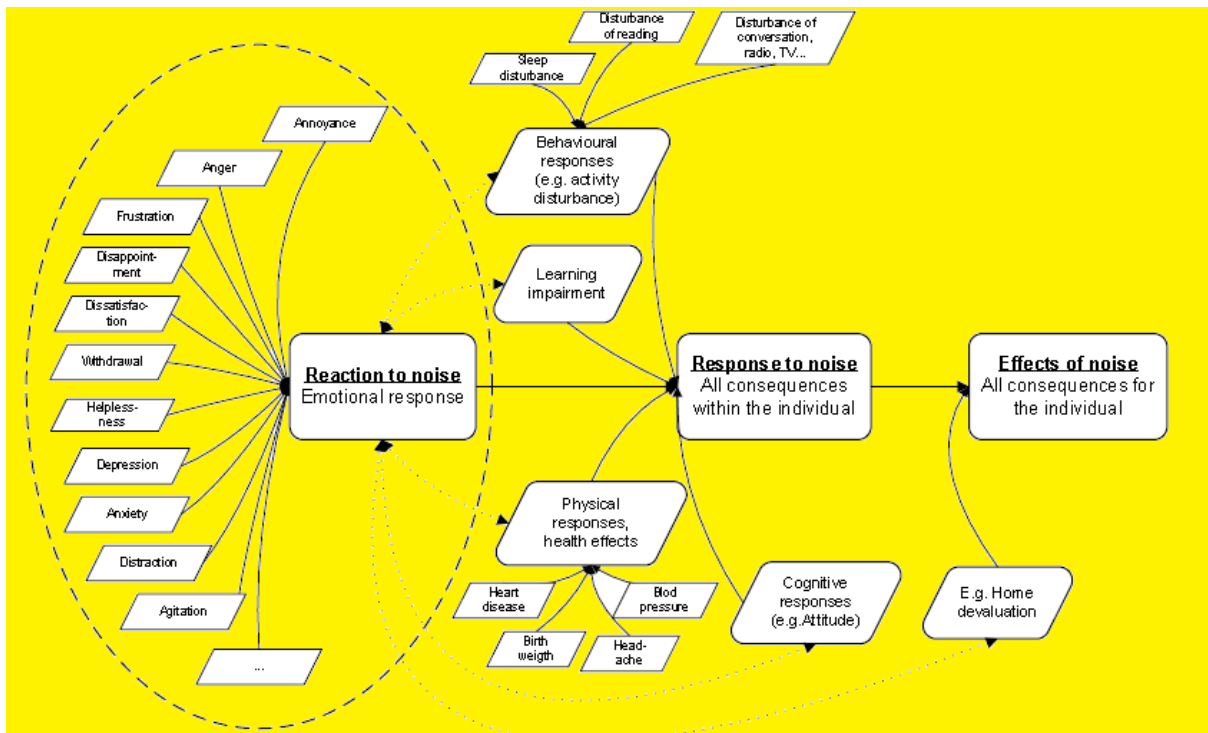 Disturbance
of reading
Disturbance of
conversation,
radio, TV...
Sleep
disturbance
Annoyance
Behavioural
responses
(e.g. activity
disturbance)
Anger
Frustration
Disappoint-
ment
Learning
impairment
Dissatisfac-
tion
Withdrawal
Reaction to noise
Emotional response
Response to noise
All consequences
within the individual
Effects of noise
All consequences for
the individual
Helpless-
ness
Depression
Anxiety
Physical
responses,
health effects
Distraction
Agitation
...
Heart
disease
Blod
pressure
Birth
weigth
Head-
ache
Cognitive
responses
(e.g.Attitude)
E.g. Home
devaluation